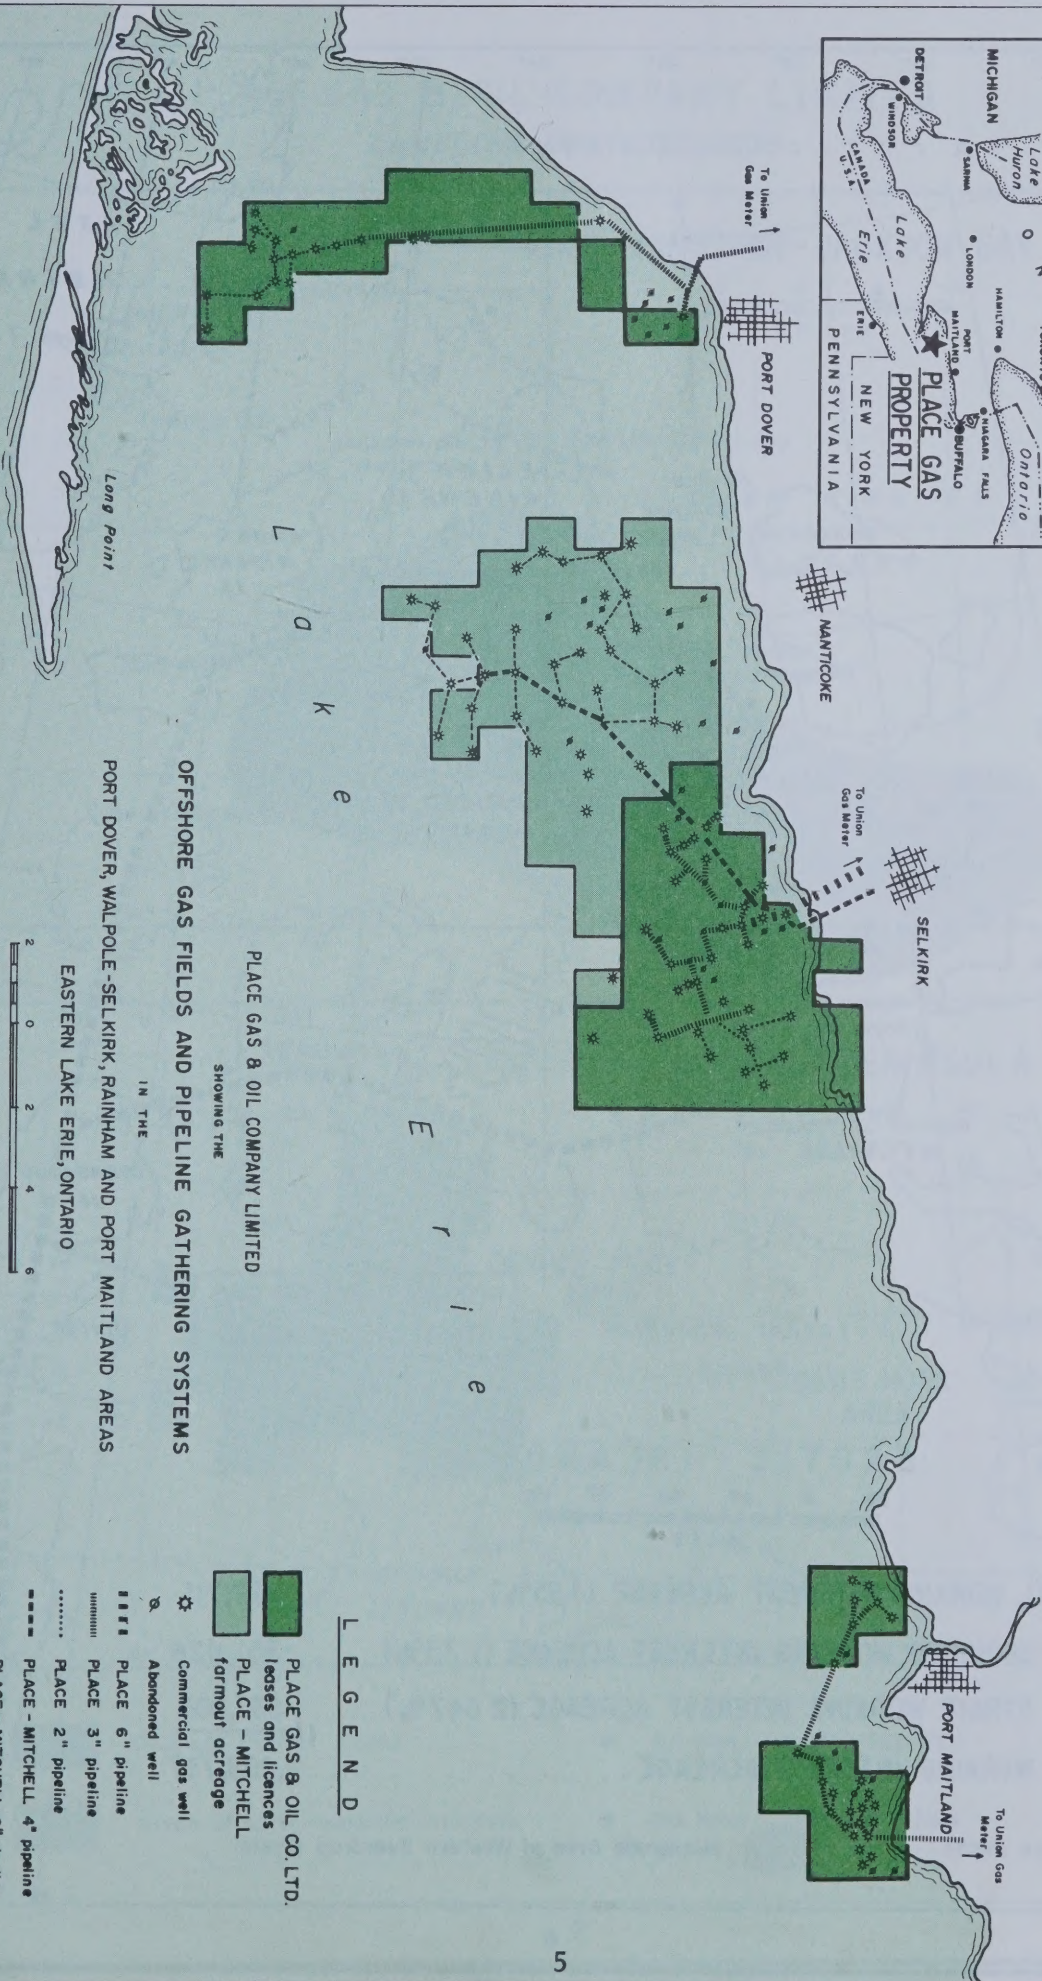 MICHIGAN
Lake
Huron
DETROIT
WINDSOR
SARNIA
LONDON
HAMILTON
Ontario
CANADA
U.S.A.
Lake
Erie
ERIE
PORT
MAITLAND
NIAGARA FALLS
BUFFALO
PLACE GAS
PROPERTY
NEW YORK
PENNSYLVANIA
To Union
Gas Meter
PORT DOVER
NANTICOKE
To Union
Gas Meter
SELKIRK
PORT MAITLAND
To Union Gas
Meter
Long Point
Lake Erie
PLACE GAS & OIL COMPANY LIMITED
SHOWING THE
OFFSHORE GAS FIELDS AND PIPELINE GATHERING SYSTEMS
IN THE
PORT DOVER, WALPOLE-SELKIRK, RAINHAM AND PORT MAITLAND AREAS
EASTERN LAKE ERIE, ONTARIO
2 0 2 4 6
LEGEND
PLACE GAS & OIL CO. LTD.
leases and licences
PLACE - MITCHELL
farmout acreage
Commercial gas well
Abandoned well
PLACE 6" pipeline
PLACE 3" pipeline
PLACE 2" pipeline
PLACE - MITCHELL 4" pipeline
5